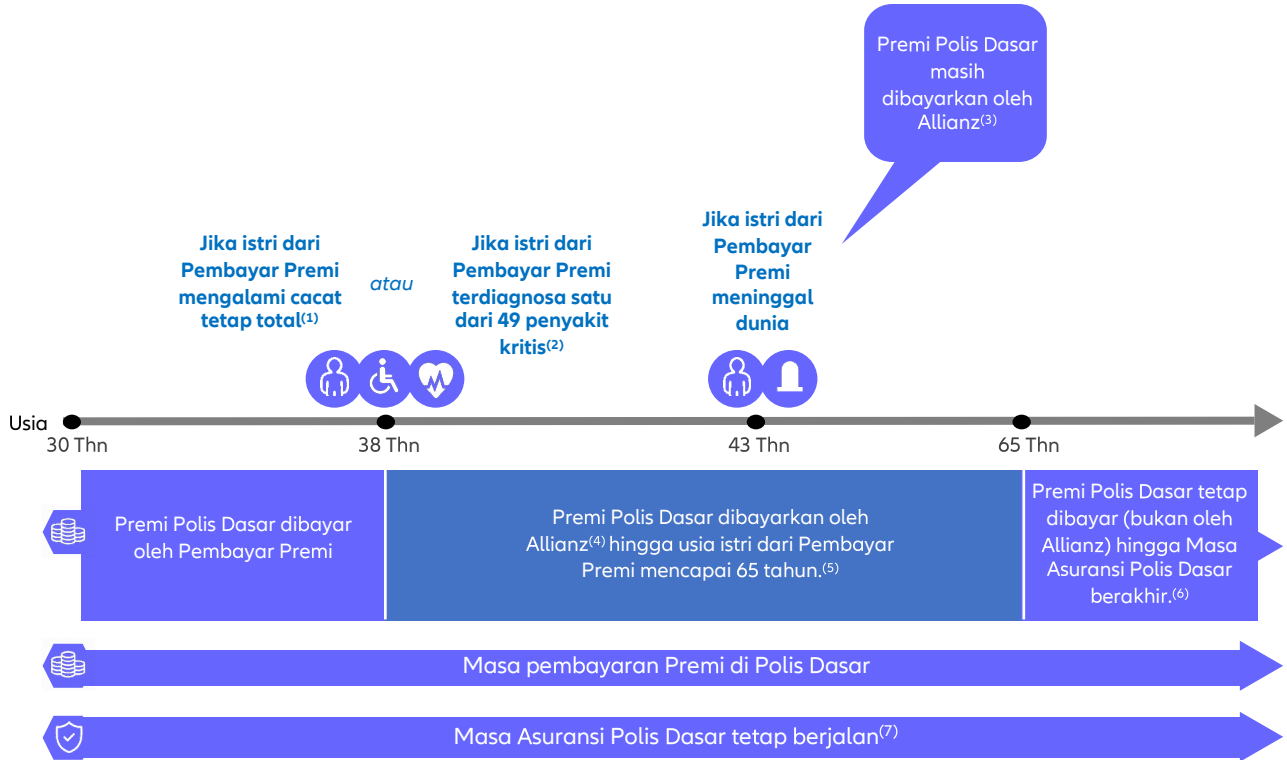 Premi Polis Dasar
masih
dibayarkan oleh
Allianz(3)
Jika istri dari
Pembayar Premi
mengalami cacat
tetap total(1)
atau
Jika istri dari
Pembayar Premi
terdiagnosa satu
dari 49 penyakit
kritis(2)
Jika istri dari
Pembayar
Premi
meninggal
dunia
Usia
30 Thn
38 Thn
43 Thn
65 Thn
Premi Polis Dasar dibayar
oleh Pembayar Premi
Premi Polis Dasar dibayarkan oleh
Allianz(4) hingga usia istri dari Pembayar
Premi mencapai 65 tahun.(5)
Premi Polis Dasar tetap
dibayar (bukan oleh
Allianz) hingga Masa
Asuransi Polis Dasar
berakhir.(6)
Masa pembayaran Premi di Polis Dasar
Masa Asuransi Polis Dasar tetap berjalan(7)